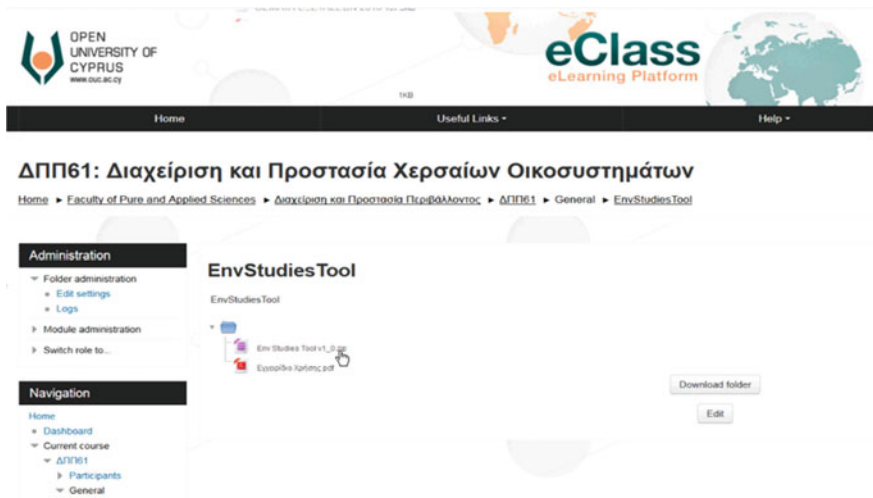 OPEN
UNIVERSITY OF
CYPRUS
www.ouc.ac.cy
eClass
eLearning Platform
1KB
Home Useful Links Help
ΔΠΠ61: Διαχείριση και Προστασία Χερσαίων Οικοσυστημάτων
Home ► Faculty of Pure and Applied Sciences ► Διαχείριση και Προστασία Περιβάλλοντος ► ΔΠΠ61 ► General ► EnvStudiesTool
Administration
Folder administration
Edit settings
Logs
Module administration
Switch role to...
Navigation
Home
Dashboard
Current course
ΔΠΠ61
Participants
General
EnvStudiesTool
EnvStudiesTool
Env Studies Tool v1_0.zip
Εγχειρίδιο Χρήσης.pdf
Download folder
Edit